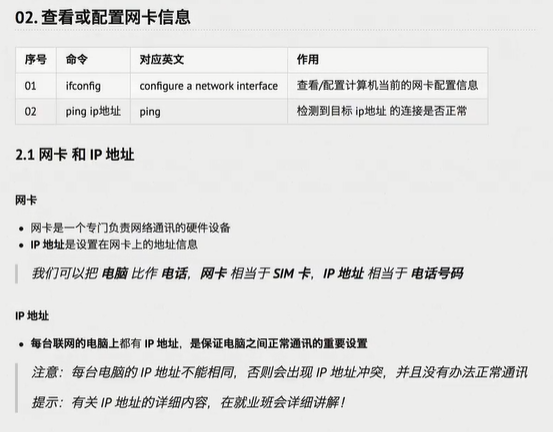 02. 查看或配置网卡信息
序号 命令 对应英文 作用
01 ifconfig configure a network interface 查看/配置计算机当前的网卡配置信息
02 ping ip地址 ping 检测到目标 ip地址 的连接是否正常
2.1 网卡 和 IP 地址
网卡
• 网卡是一个专门负责网络通讯的硬件设备
• IP 地址是设置在网卡上的地址信息
我们可以把 电脑 比作 电话，网卡 相当于 SIM 卡，IP 地址 相当于 电话号码
IP 地址
• 每台联网的电脑上都有 IP 地址，是保证电脑之间正常通讯的重要设置
注意：每台电脑的 IP 地址不能相同，否则会出现 IP 地址冲突，并且没有办法正常通讯
提示：有关 IP 地址的详细内容，在就业班会详细讲解！